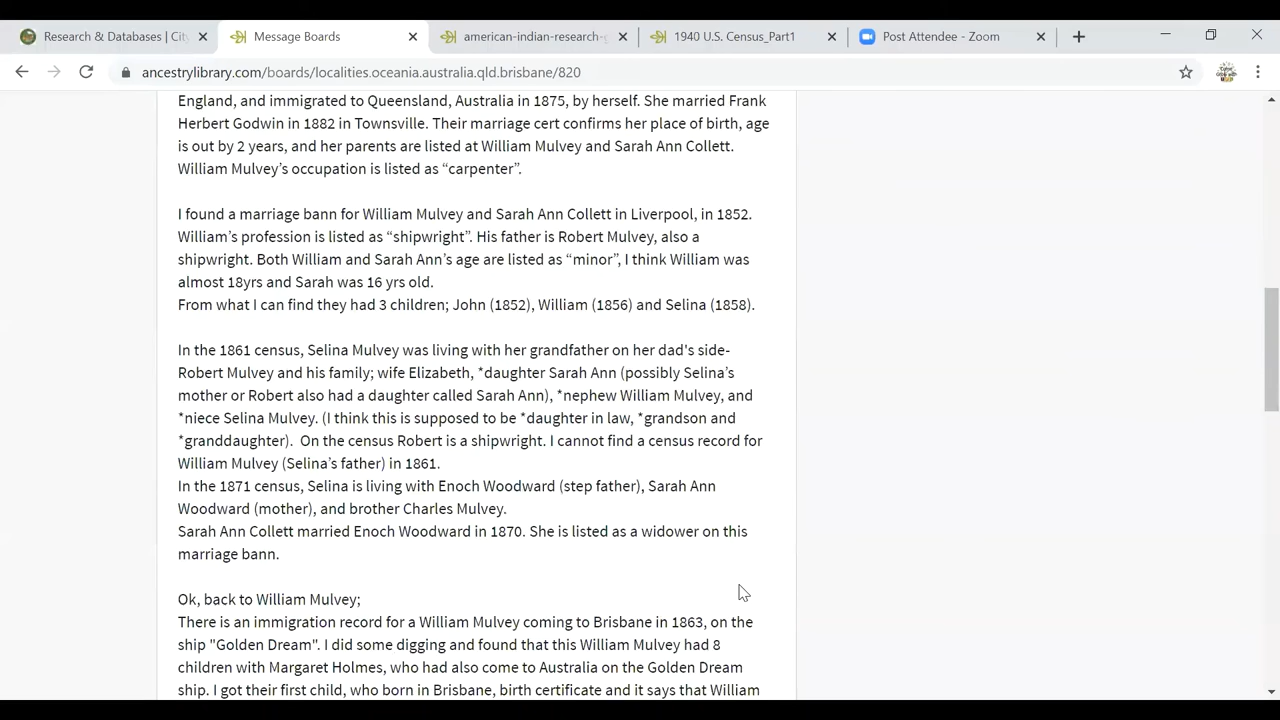 Research & Databases | City
Message Boards
american-indian-research-g
1940 U.S. Census_Part1
Post Attendee - Zoom
ancestrylibrary.com/boards/localities.oceania.australia.qld.brisbane/820
England, and immigrated to Queensland, Australia in 1875, by herself. She married Frank
Herbert Godwin in 1882 in Townsville. Their marriage cert confirms her place of birth, age
is out by 2 years, and her parents are listed at William Mulvey and Sarah Ann Collett.
William Mulvey’s occupation is listed as “carpenter”.
I found a marriage bann for William Mulvey and Sarah Ann Collett in Liverpool, in 1852.
William’s profession is listed as “shipwright”. His father is Robert Mulvey, also a
shipwright. Both William and Sarah Ann’s age are listed as “minor”, I think William was
almost 18yrs and Sarah was 16 yrs old.
From what I can find they had 3 children; John (1852), William (1856) and Selina (1858).
In the 1861 census, Selina Mulvey was living with her grandfather on her dad's side-
Robert Mulvey and his family; wife Elizabeth, *daughter Sarah Ann (possibly Selina’s
mother or Robert also had a daughter called Sarah Ann), *nephew William Mulvey, and
*niece Selina Mulvey. (I think this is supposed to be *daughter in law, *grandson and
*granddaughter).  On the census Robert is a shipwright. I cannot find a census record for
William Mulvey (Selina’s father) in 1861.
In the 1871 census, Selina is living with Enoch Woodward (step father), Sarah Ann
Woodward (mother), and brother Charles Mulvey.
Sarah Ann Collett married Enoch Woodward in 1870. She is listed as a widower on this
marriage bann.
Ok, back to William Mulvey;
There is an immigration record for a William Mulvey coming to Brisbane in 1863, on the
ship "Golden Dream". I did some digging and found that this William Mulvey had 8
children with Margaret Holmes, who had also come to Australia on the Golden Dream
ship. I got their first child, who born in Brisbane, birth certificate and it says that William